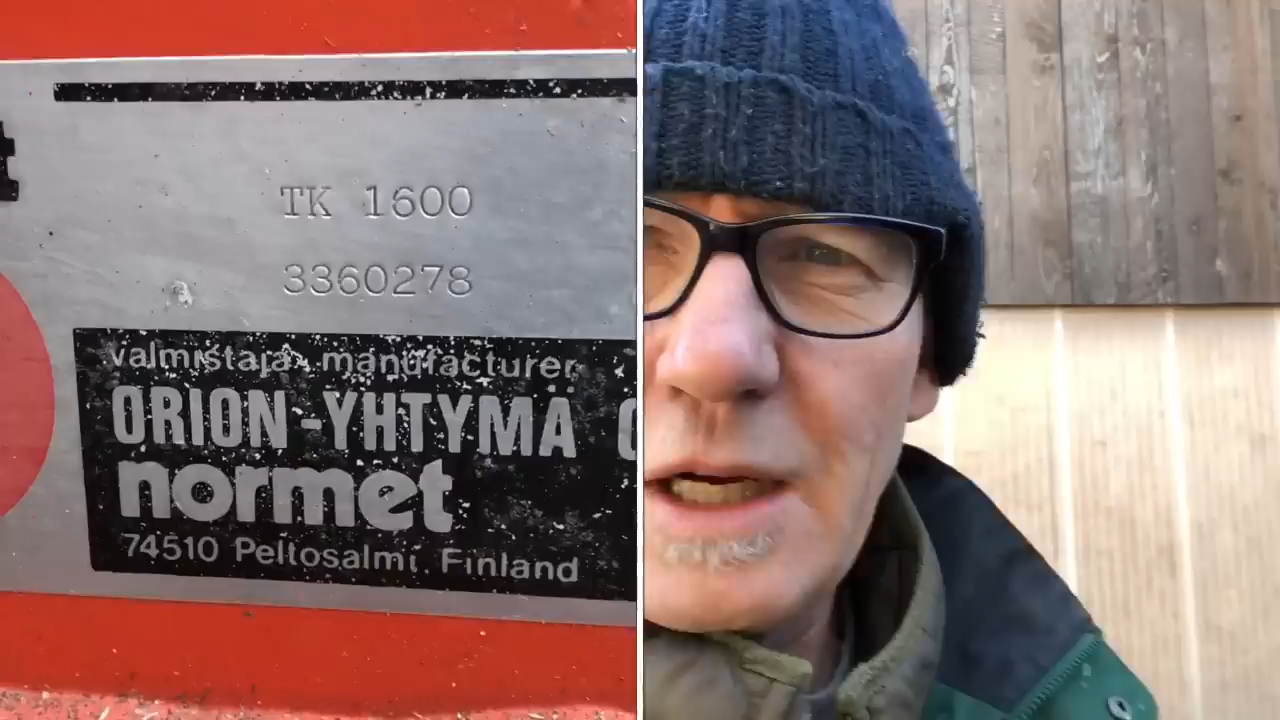 TK 1600
3360278
valmistaja manufacturer
ORION-YHTYMÄ
normet
74510 Peltosalmi, Finland